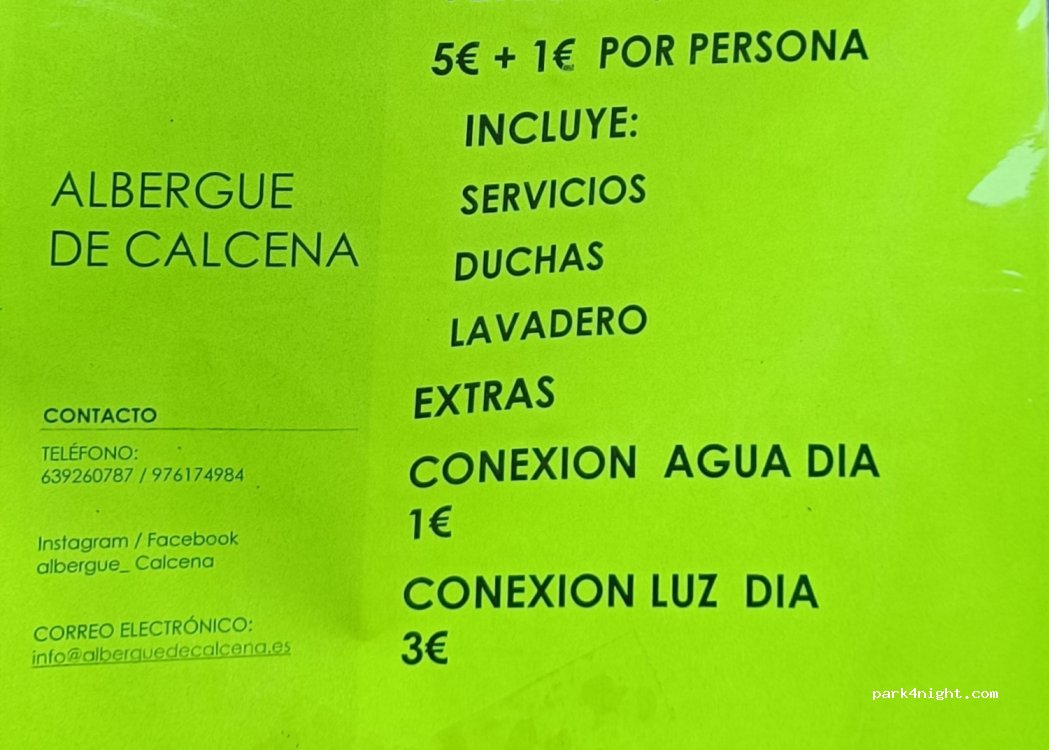 ALBERGUE
DE CALCENA
CONTACTO
TELÉFONO:
639260787 / 976174984
Instagram / Facebook
albergue_ Calcena
CORREO ELECTRÓNICO:
info@alberguedecalcena.es
5€ + 1€ POR PERSONA
INCLUYE:
SERVICIOS
DUCHAS
LAVADERO
EXTRAS
CONEXION AGUA DIA
1€
CONEXION LUZ DIA
3€
park4night.com